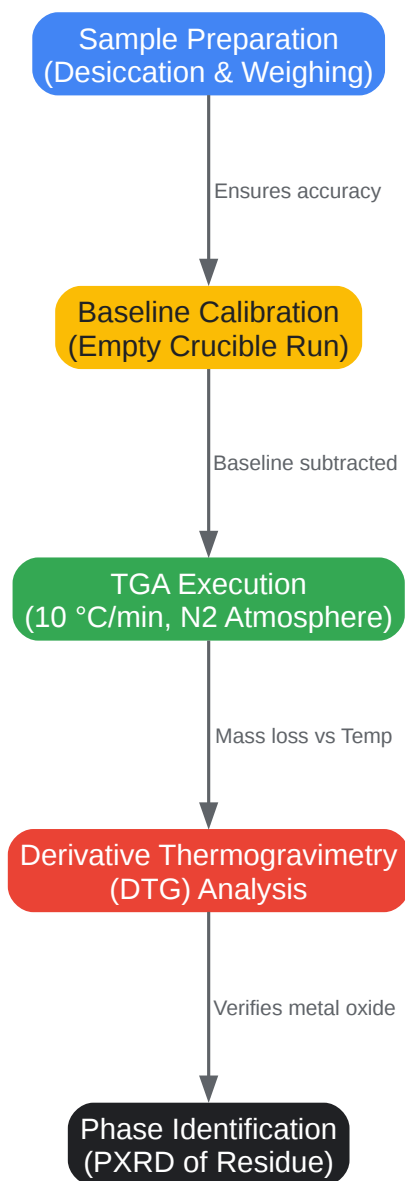 Sample Preparation
(Desiccation & Weighing)
Ensures accuracy
Baseline Calibration
(Empty Crucible Run)
Baseline subtracted
TGA Execution
(10 °C/min, N2 Atmosphere)
Mass loss vs Temp
Derivative Thermogravimetry
(DTG) Analysis
Verifies metal oxide
Phase Identification
(PXRD of Residue)